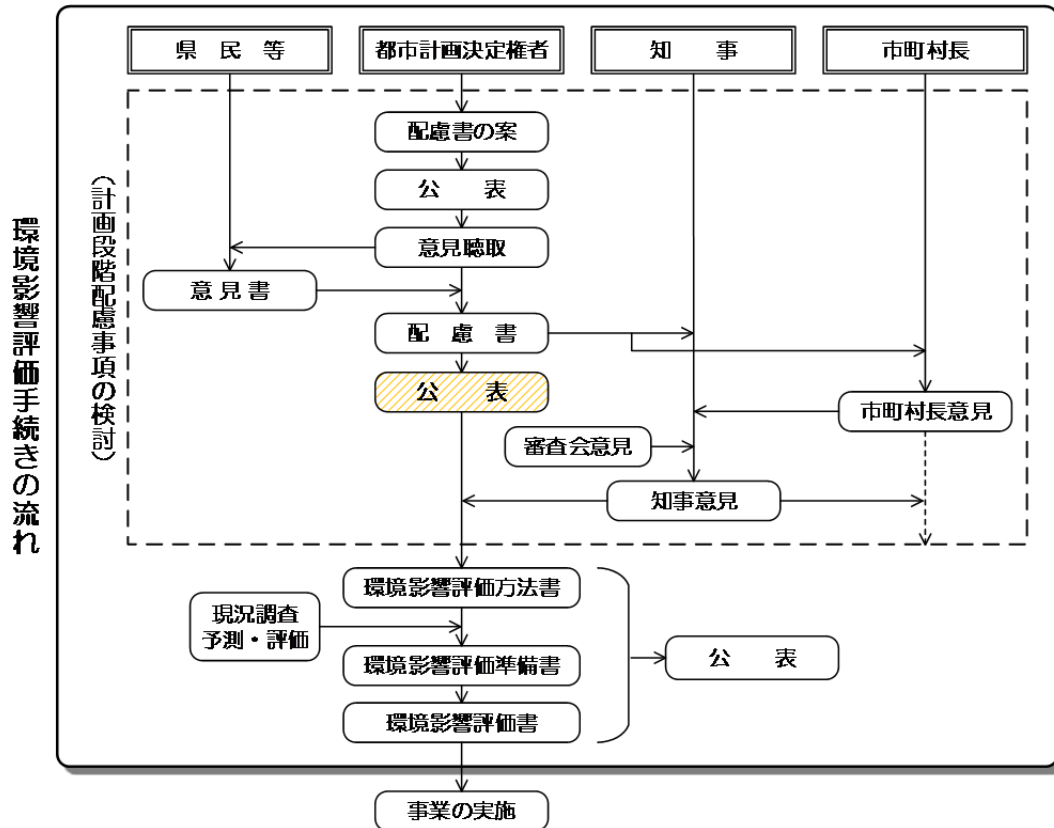 環境影響評価手続きの流れ
(計画段階配慮事項の検討)
県民等
都市計画決定権者
知事
市町村長
配慮書の案
公表
意見聴取
意見書
配慮書
公表
市町村長意見
審査会意見
知事意見
環境影響評価方法書
現況調査
予測・評価
環境影響評価準備書
公表
環境影響評価書
事業の実施